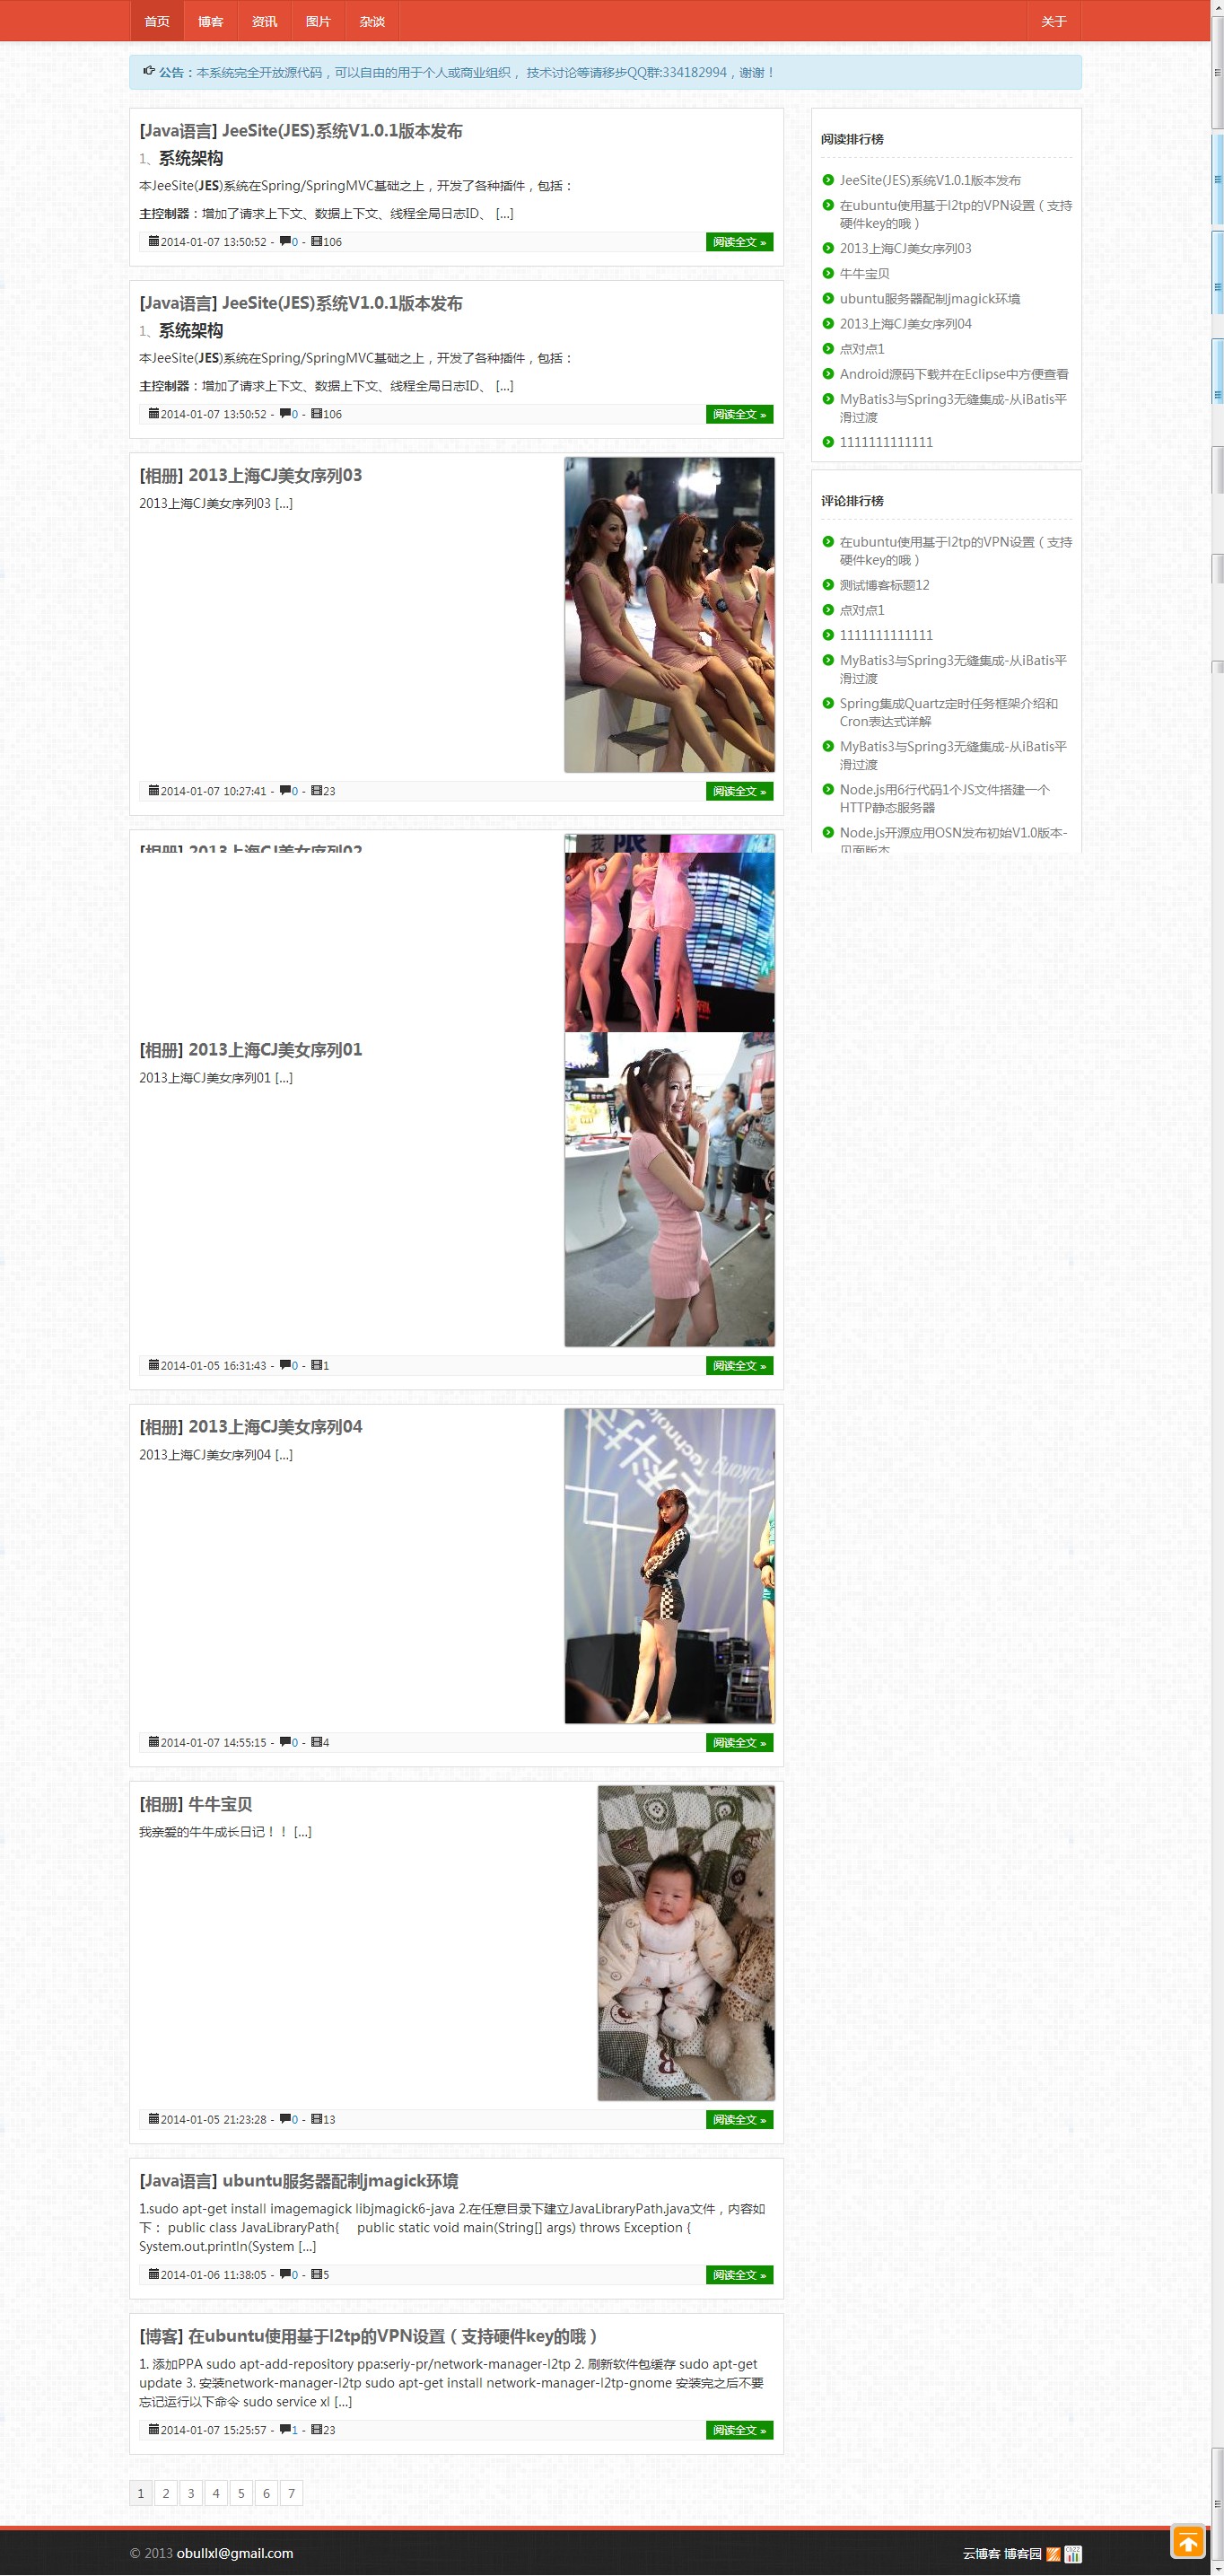 首页 博客 资讯 图片 杂谈 关于
公告：本系统完全开放源代码，可以自由的用于个人或商业组织， 技术讨论等请移步QQ群:334182994，谢谢！
[Java语言] JeeSite(JES)系统V1.0.1版本发布
1、系统架构
本JeeSite(JES)系统在Spring/SpringMVC基础之上，开发了各种插件，包括：
主控制器：增加了请求上下文、数据上下文、线程全局日志ID、 [...]
2014-01-07 13:50:52 - 0 - 106 阅读全文 »
[Java语言] JeeSite(JES)系统V1.0.1版本发布
1、系统架构
本JeeSite(JES)系统在Spring/SpringMVC基础之上，开发了各种插件，包括：
主控制器：增加了请求上下文、数据上下文、线程全局日志ID、 [...]
2014-01-07 13:50:52 - 0 - 106 阅读全文 »
[相册] 2013上海CJ美女序列03
2013上海CJ美女序列03 [...]
2014-01-07 10:27:41 - 0 - 23 阅读全文 »
[相册] 2013上海CJ美女序列02
[相册] 2013上海CJ美女序列01
2013上海CJ美女序列01 [...]
2014-01-05 16:31:43 - 0 - 1 阅读全文 »
[相册] 2013上海CJ美女序列04
2013上海CJ美女序列04 [...]
2014-01-07 14:55:15 - 0 - 4 阅读全文 »
[相册] 牛牛宝贝
我亲爱的牛牛成长日记！！ [...]
2014-01-05 21:23:28 - 0 - 13 阅读全文 »
[Java语言] ubuntu服务器配制jmagick环境
1.sudo apt-get install imagemagick libjmagick6-java 2.在任意目录下建立JavaLibraryPath.java文件，内容如
下： public class JavaLibraryPath{ public static void main(String[] args) throws Exception {
System.out.println(System [...]
2014-01-06 11:38:05 - 0 - 5 阅读全文 »
[博客] 在ubuntu使用基于l2tp的VPN设置（支持硬件key的哦）
1. 添加PPA sudo apt-add-repository ppa:seriy-pr/network-manager-l2tp 2. 刷新软件包缓存 sudo apt-get
update 3. 安装network-manager-l2tp sudo apt-get install network-manager-l2tp-gnome 安装完之后不要
忘记运行以下命令 sudo service xl [...]
2014-01-07 15:25:57 - 1 - 23 阅读全文 »
1 2 3 4 5 6 7
阅读排行榜
JeeSite(JES)系统V1.0.1版本发布
在ubuntu使用基于l2tp的VPN设置（支持
硬件key的哦）
2013上海CJ美女序列03
牛牛宝贝
ubuntu服务器配制jmagick环境
2013上海CJ美女序列04
点对点1
Android源码下载并在Eclipse中方便查看
MyBatis3与Spring3无缝集成-从iBatis平
滑过渡
1111111111111
评论排行榜
在ubuntu使用基于l2tp的VPN设置（支持
硬件key的哦）
测试博客标题12
点对点1
1111111111111
MyBatis3与Spring3无缝集成-从iBatis平
滑过渡
Spring集成Quartz定时任务框架介绍和
Cron表达式详解
MyBatis3与Spring3无缝集成-从iBatis平
滑过渡
Node.js用6行代码1个JS文件搭建一个
HTTP静态服务器
Node.js开源应用OSN发布初始V1.0版本-
© 2013 obullxl@gmail.com
云博客 博客园